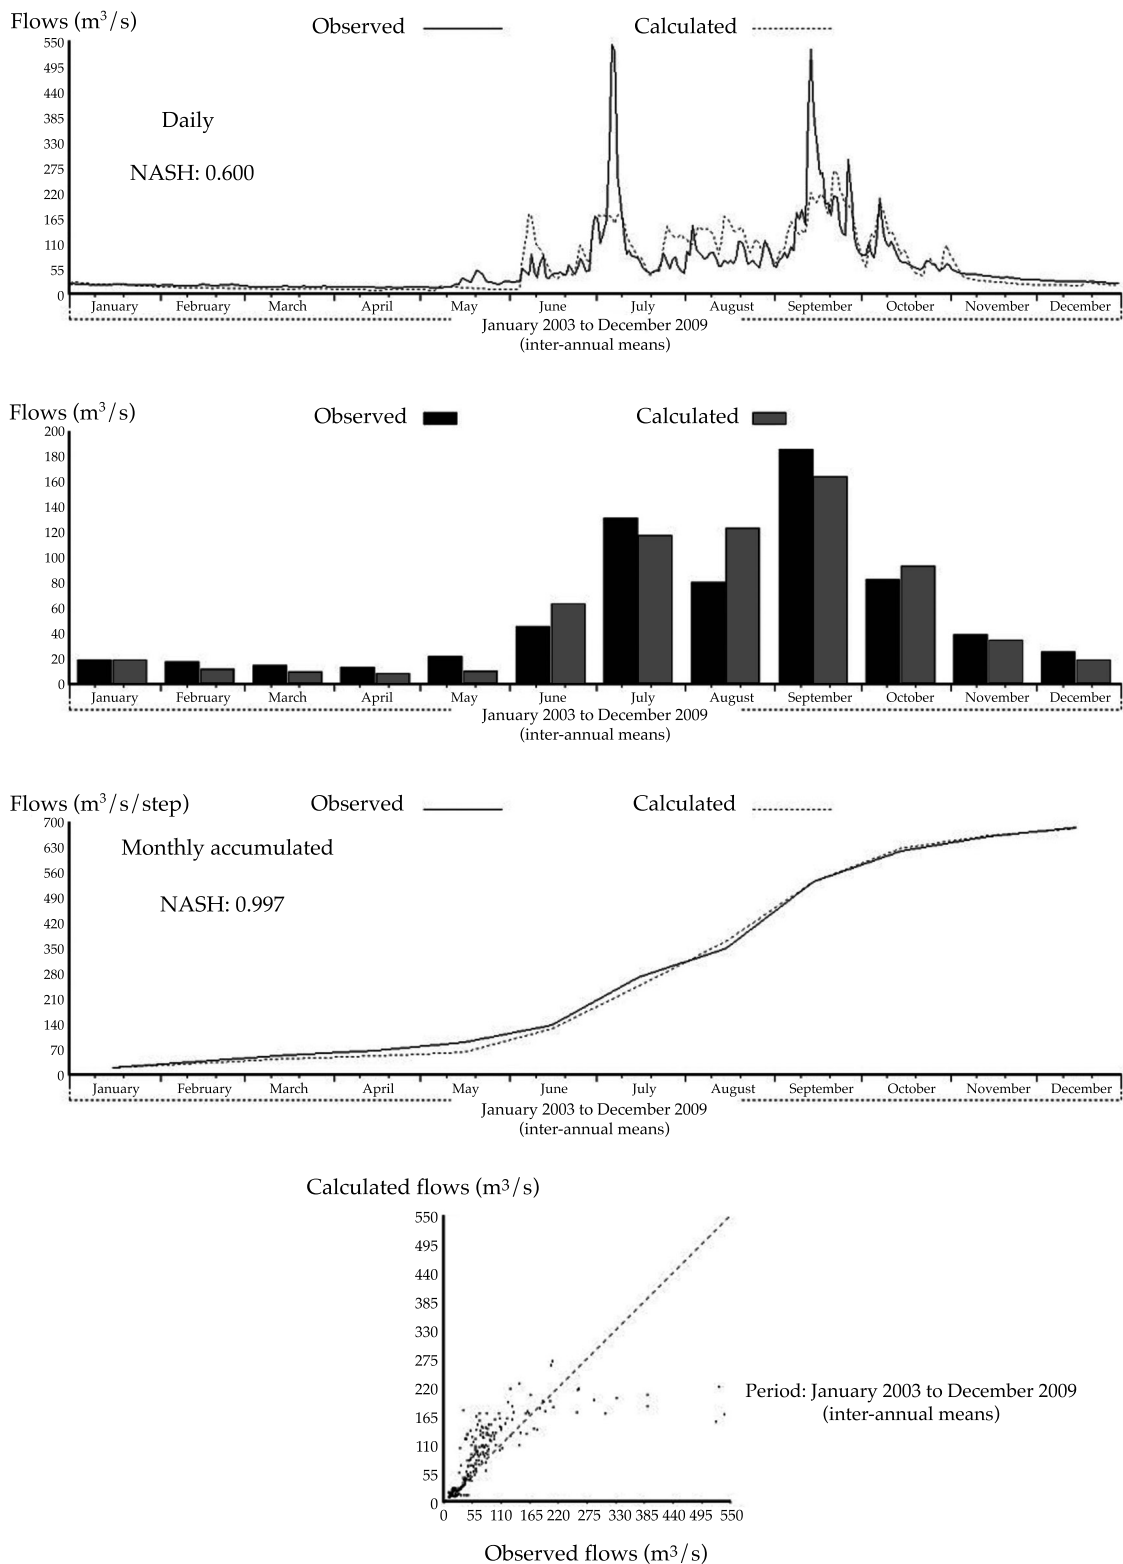 Flows (m³/s)
Observed
Calculated
550
495
440
385
330
275
220
165
110
55
0
Daily
NASH: 0.600
January February March April May June July August September October November December
January 2003 to December 2009
(inter-annual means)
Flows (m³/s)
Observed
Calculated
200
180
160
140
120
100
80
60
40
20
0
January February March April May June July August September October November December
January 2003 to December 2009
(inter-annual means)
Flows (m³/s/step)
Observed
Calculated
700
630
560
490
420
350
280
210
140
70
0
Monthly accumulated
NASH: 0.997
January February March April May June July August September October November December
January 2003 to December 2009
(inter-annual means)
Calculated flows (m³/s)
550
495
440
385
330
275
220
165
110
55
0
Period: January 2003 to December 2009
(inter-annual means)
0 55 110 165 220 275 330 385 440 495 550
Observed flows (m³/s)